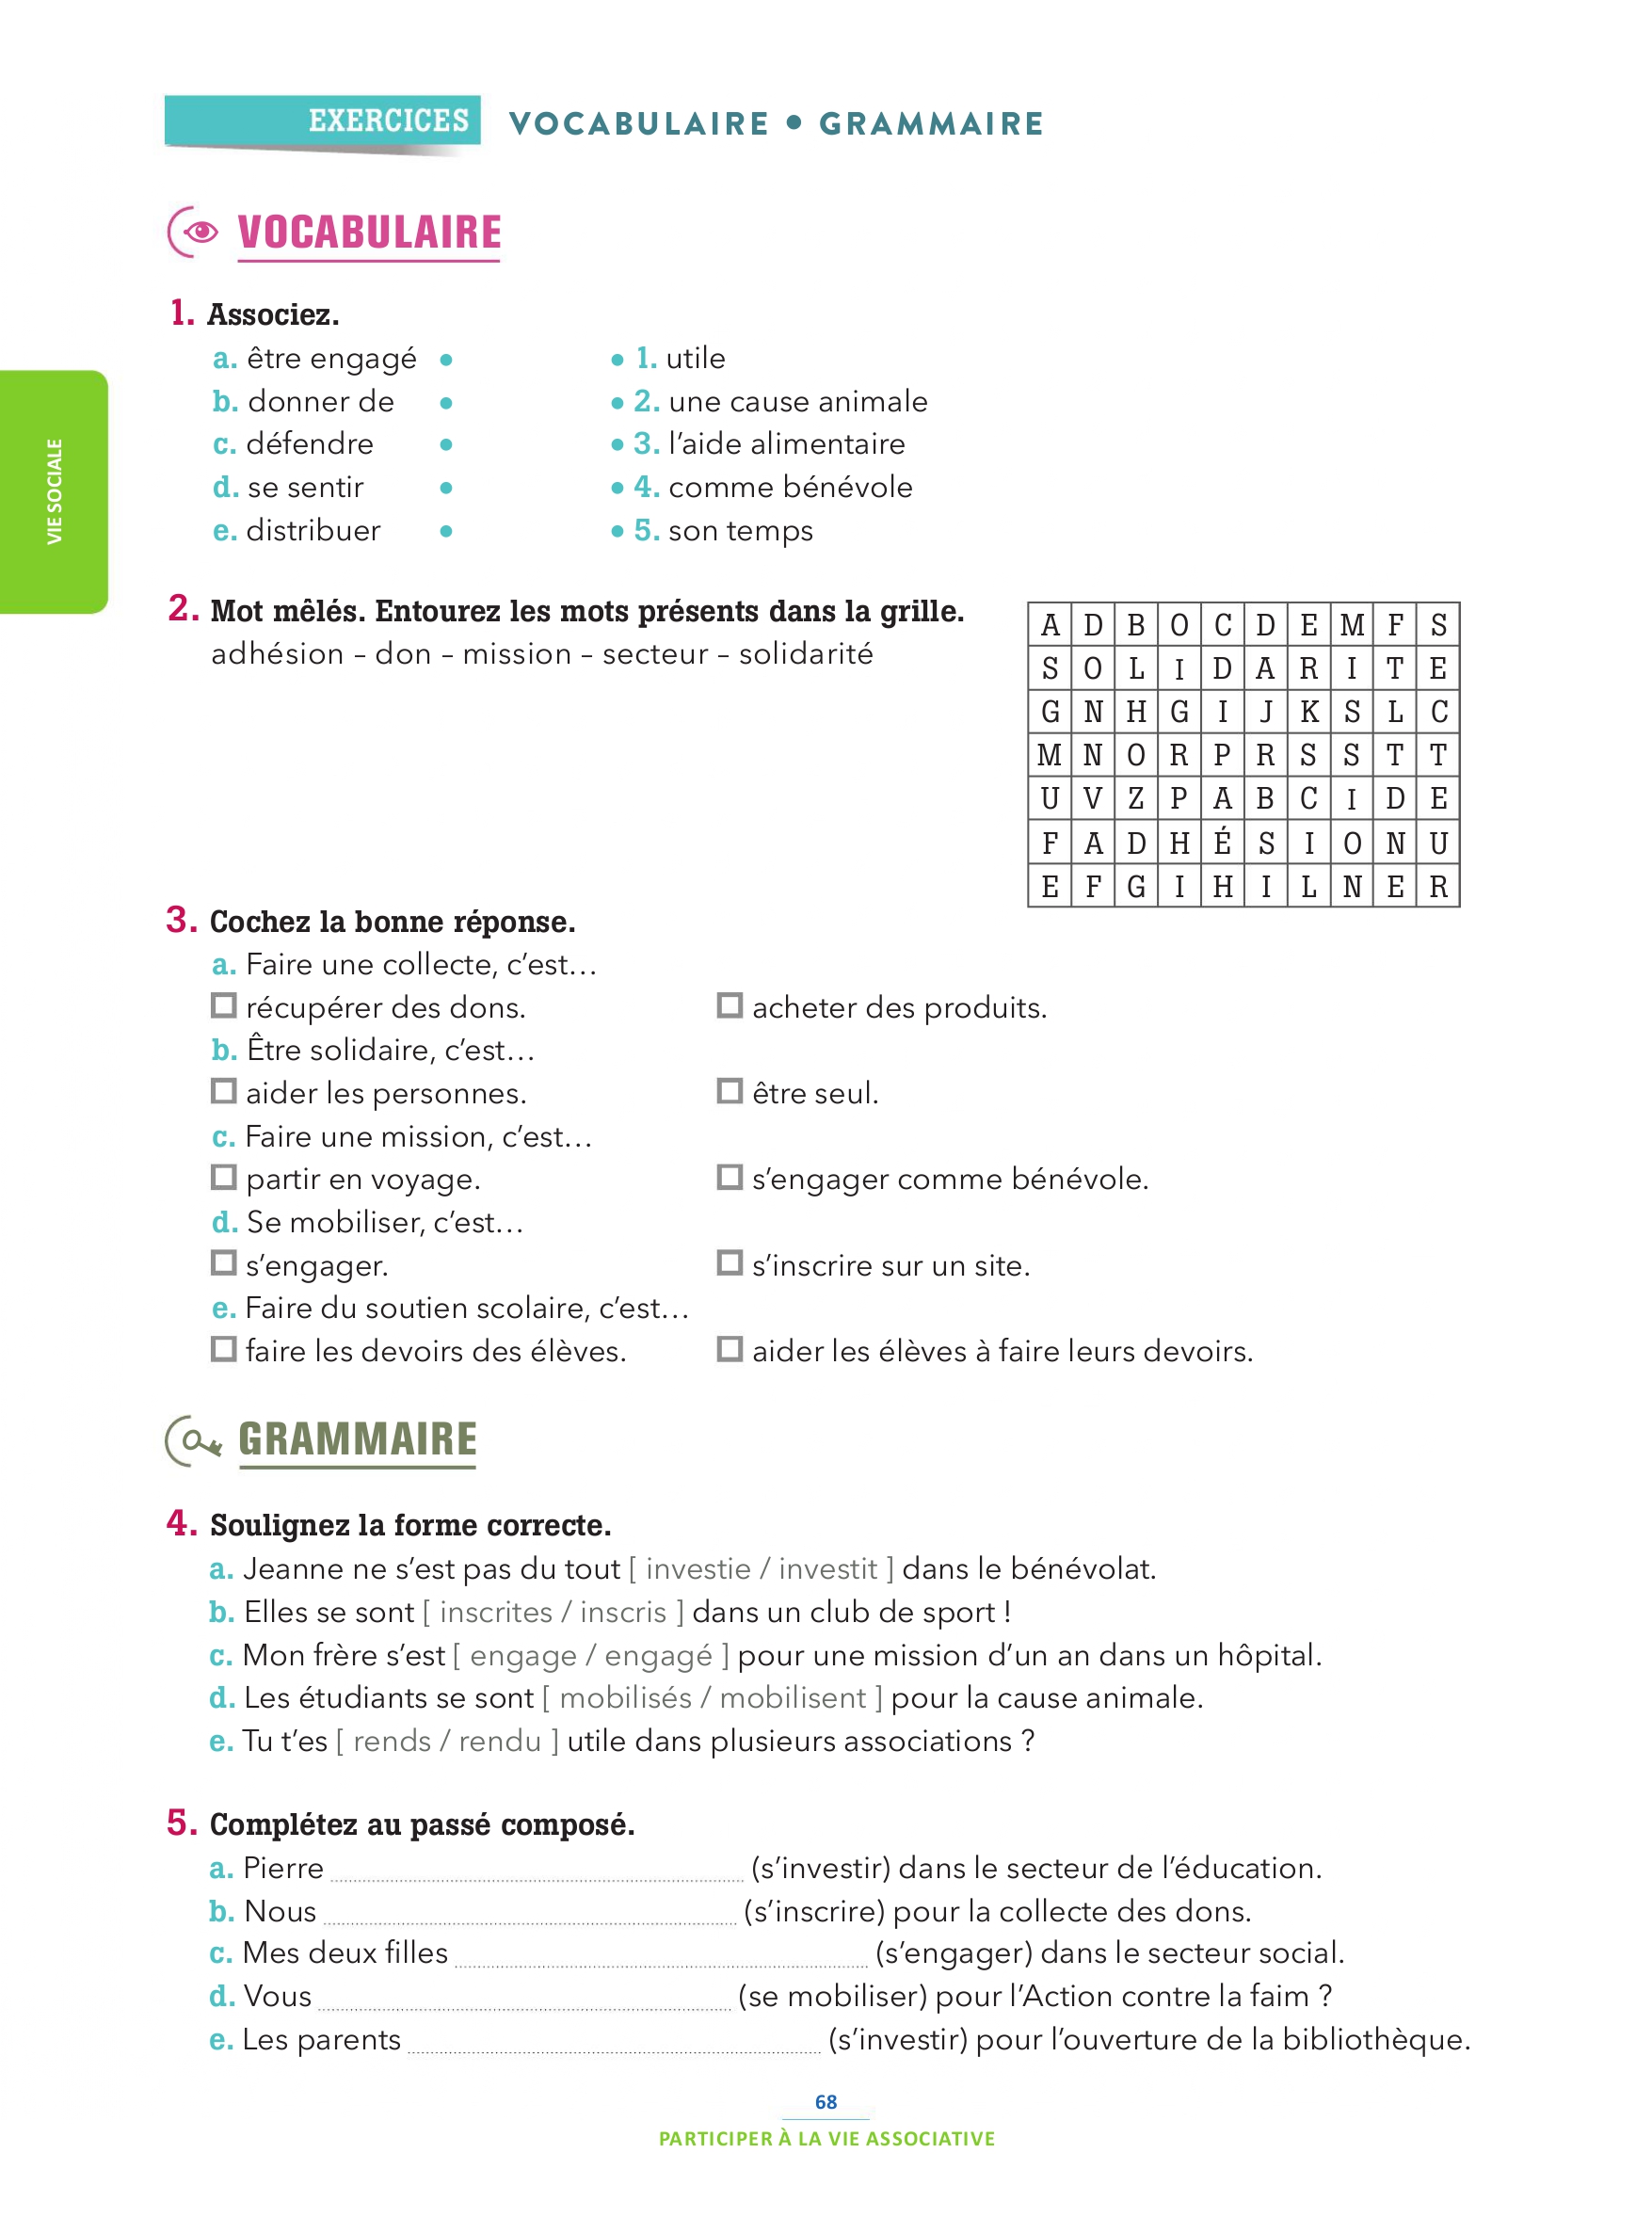 EXERCICES VOCABULAIRE • GRAMMAIRE
VOCABULAIRE
1. Associez.
a. être engagé • • 1. utile
b. donner de • • 2. une cause animale
c. défendre • • 3. l’aide alimentaire
d. se sentir • • 4. comme bénévole
e. distribuer • • 5. son temps
VIE SOCIALE
2. Mot mêlés. Entourez les mots présents dans la grille.
adhésion – don – mission – secteur – solidarité
A D B O C D E M F S
S O L I D A R I T E
G N H G I J K S L C
M N O R P R S S T T
U V Z P A B C I D E
F A D H É S I O N U
E F G I H I L N E R
3. Cochez la bonne réponse.
a. Faire une collecte, c’est…
☐ récupérer des dons. ☐ acheter des produits.
b. Être solidaire, c’est…
☐ aider les personnes. ☐ être seul.
c. Faire une mission, c’est…
☐ partir en voyage. ☐ s’engager comme bénévole.
d. Se mobiliser, c’est…
☐ s’engager. ☐ s’inscrire sur un site.
e. Faire du soutien scolaire, c’est…
☐ faire les devoirs des élèves. ☐ aider les élèves à faire leurs devoirs.
GRAMMAIRE
4. Soulignez la forme correcte.
a. Jeanne ne s’est pas du tout [ investie / investit ] dans le bénévolat.
b. Elles se sont [ inscrites / inscris ] dans un club de sport !
c. Mon frère s’est [ engage / engagé ] pour une mission d’un an dans un hôpital.
d. Les étudiants se sont [ mobilisés / mobilisent ] pour la cause animale.
e. Tu t’es [ rends / rendu ] utile dans plusieurs associations ?
5. Complétez au passé composé.
a. Pierre (s’investir) dans le secteur de l’éducation.
b. Nous (s’inscrire) pour la collecte des dons.
c. Mes deux filles (s’engager) dans le secteur social.
d. Vous (se mobiliser) pour l’Action contre la faim ?
e. Les parents (s’investir) pour l’ouverture de la bibliothèque.
68
PARTICIPER À LA VIE ASSOCIATIVE